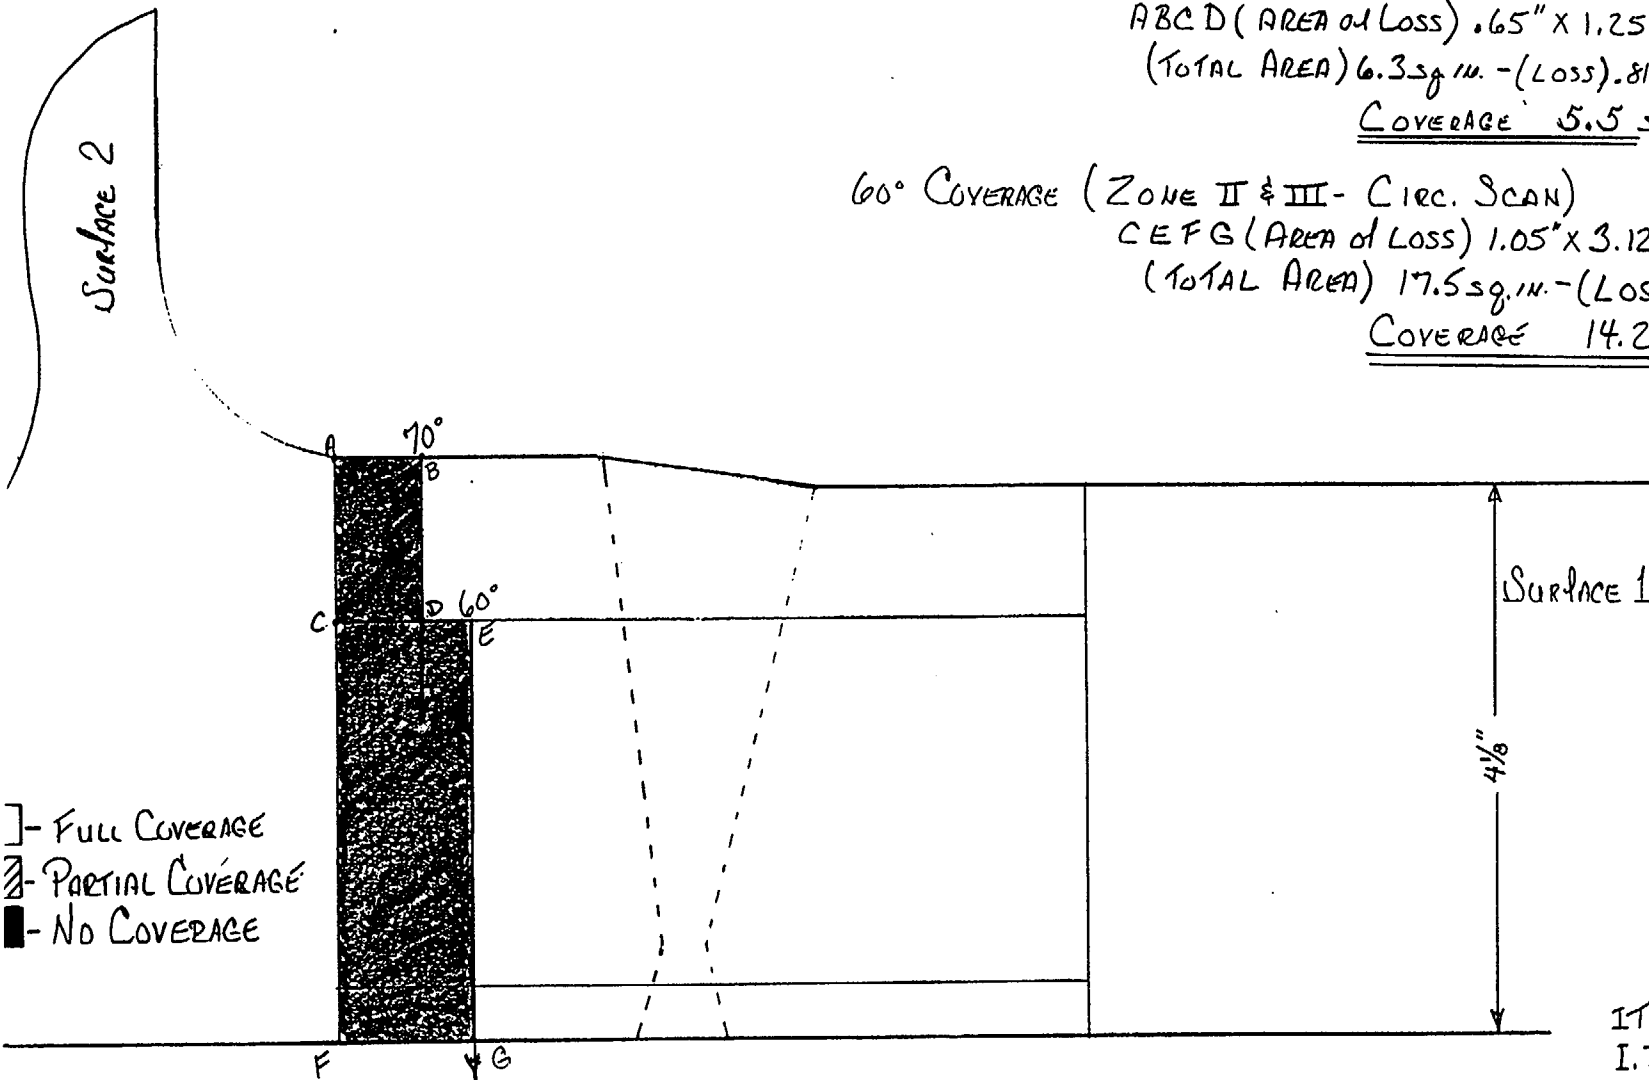 ABCD (AREA of LOSS) .65" X 1.25
(TOTAL AREA) 6.3 sq IN. - (LOSS) .81
COVERAGE 5.5 s
60° COVERAGE (ZONE II & III - CIRC. SCAN)
CEFG (AREA of LOSS) 1.05" X 3.12
(TOTAL AREA) 17.5 sq. IN. - (LOS
COVERAGE 14.2
Surface 2
A 70°
B
C D 60°
E
Surface 1
4 1/8"
- FULL COVERAGE
- PARTIAL COVERAGE
- NO COVERAGE
F G
IT
I.